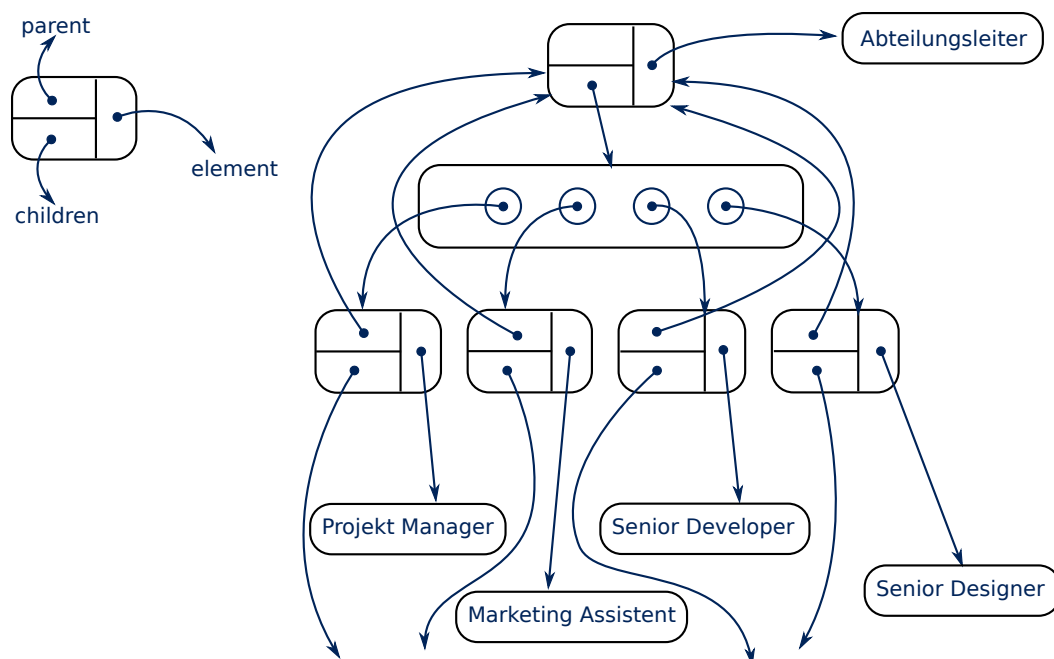 parent
element
children
Abteilungsleiter
Projekt Manager
Senior Developer
Marketing Assistent
Senior Designer